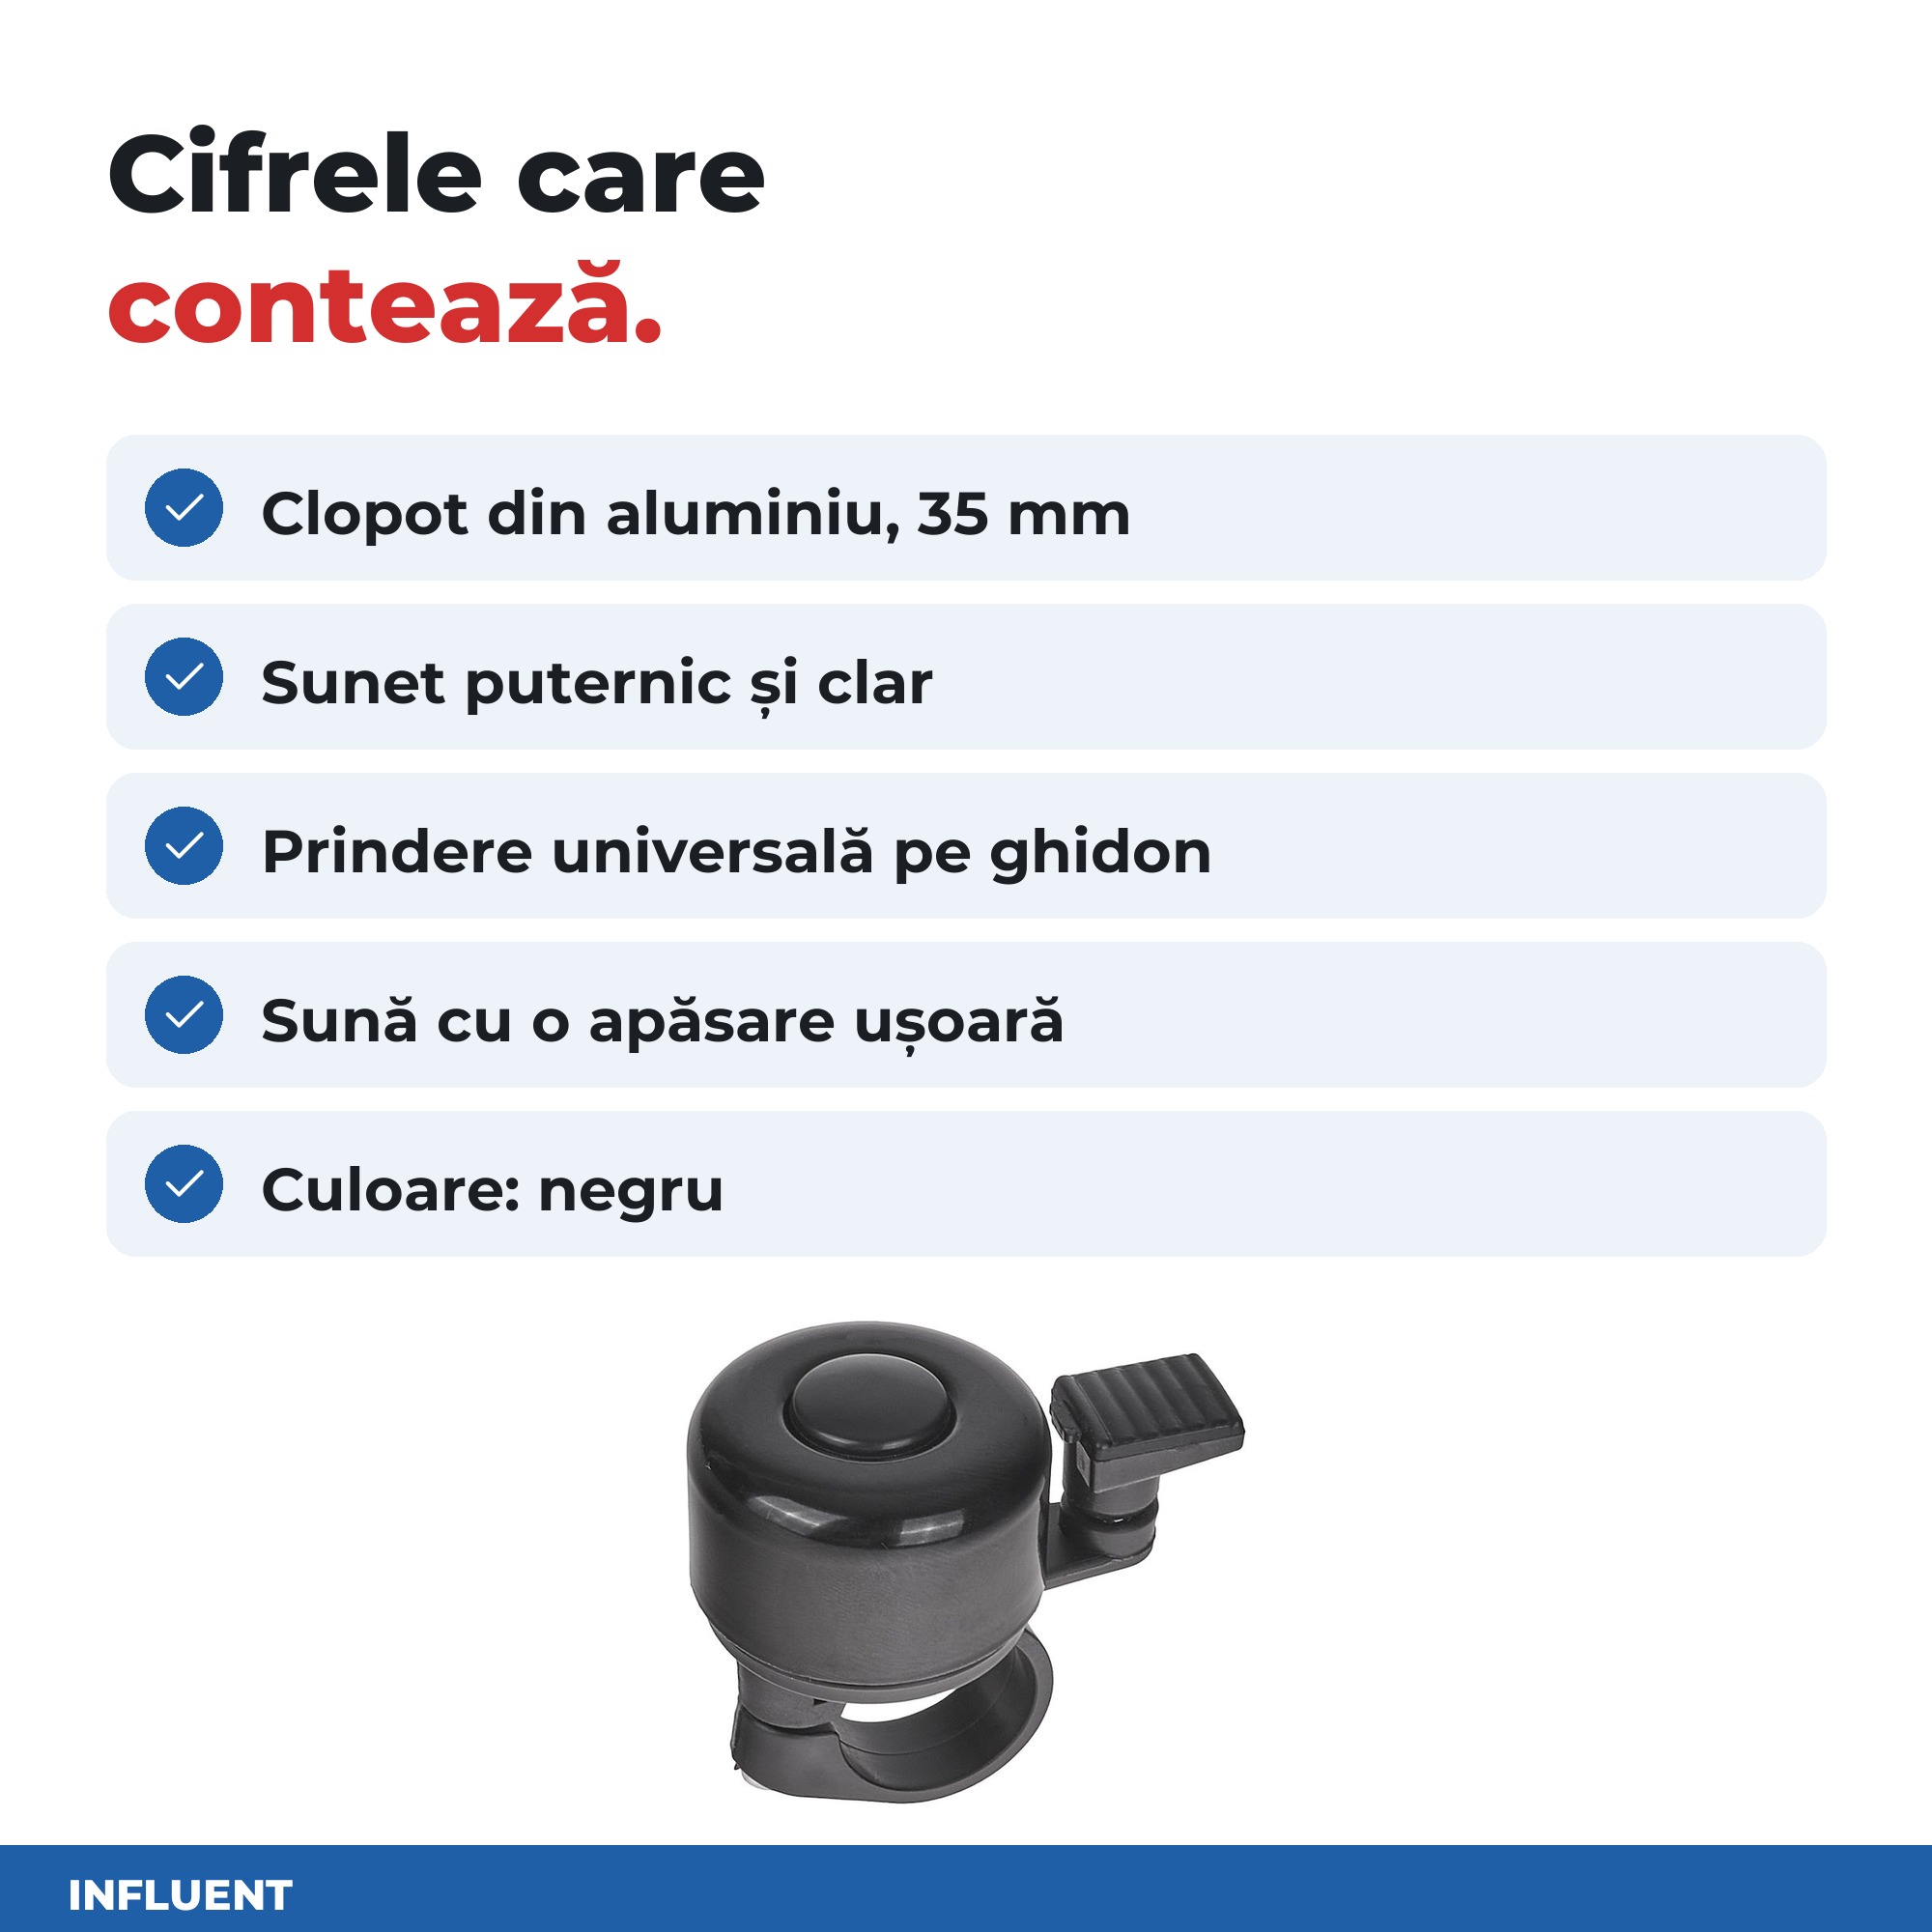 Cifrele care
contează.
Clopot din aluminiu, 35 mm
Sunet puternic și clar
Prindere universală pe ghidon
Sună cu o apăsare ușoară
Culoare: negru
INFLUENT